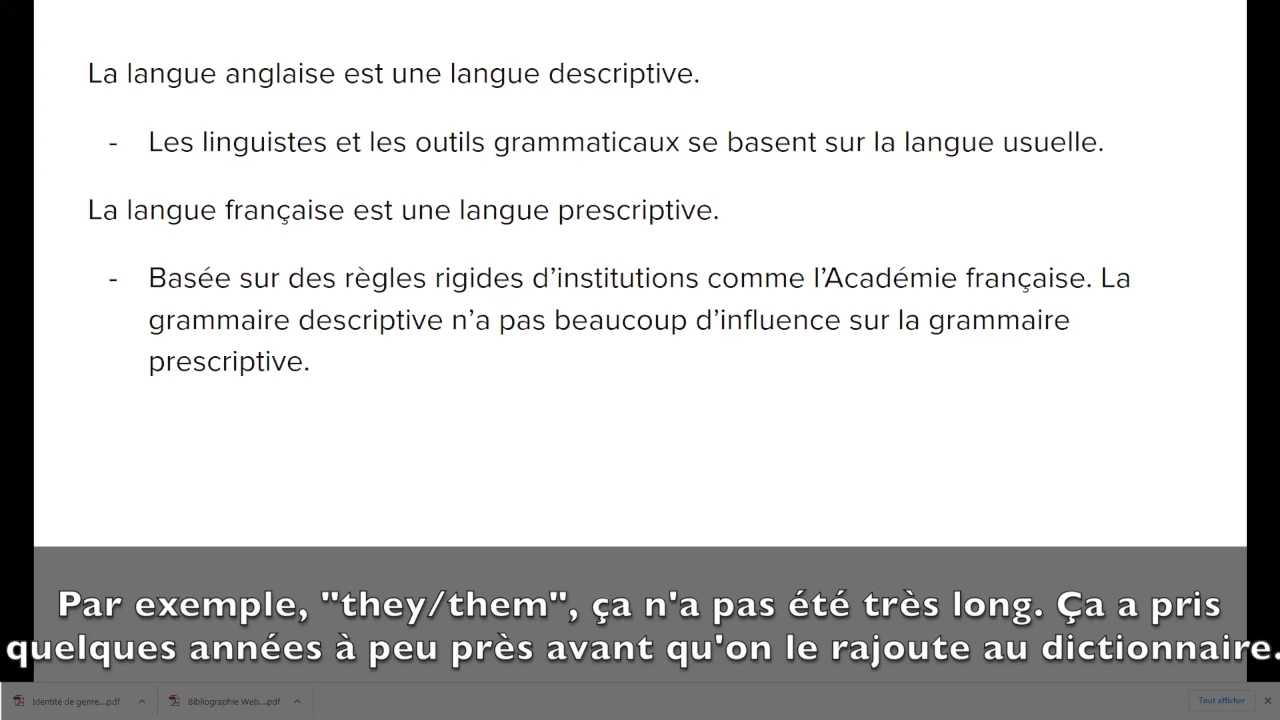 La langue anglaise est une langue descriptive.
- Les linguistes et les outils grammaticaux se basent sur la langue usuelle.
La langue française est une langue prescriptive.
- Basée sur des règles rigides d’institutions comme l’Académie française. La
grammaire descriptive n’a pas beaucoup d’influence sur la grammaire
prescriptive.
Par exemple, "they/them", ça n'a pas été très long. Ça a pris
quelques années à peu près avant qu'on le rajoute au dictionnaire.
Identité de genre....pdf
Bibliographie Web....pdf
Tout afficher